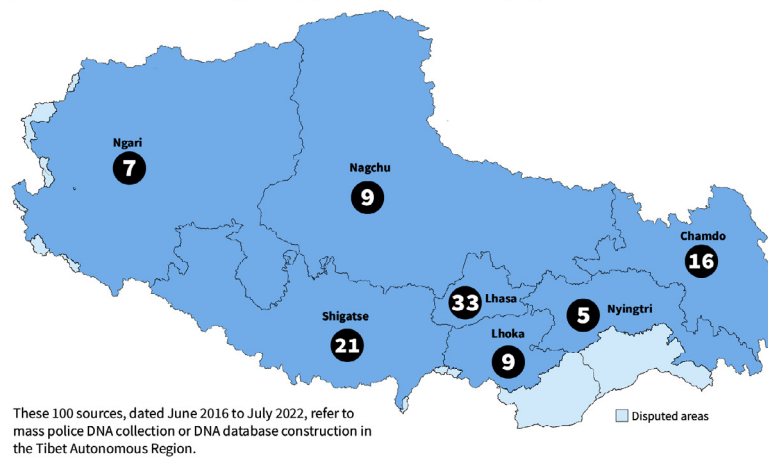 Ngari
7
Nagchu
9
Chamdo
16
33 Lhasa
Nyingtri
5
Shigatse
21
Lhoka
9
These 100 sources, dated June 2016 to July 2022, refer to
mass police DNA collection or DNA database construction in
the Tibet Autonomous Region.
Disputed areas